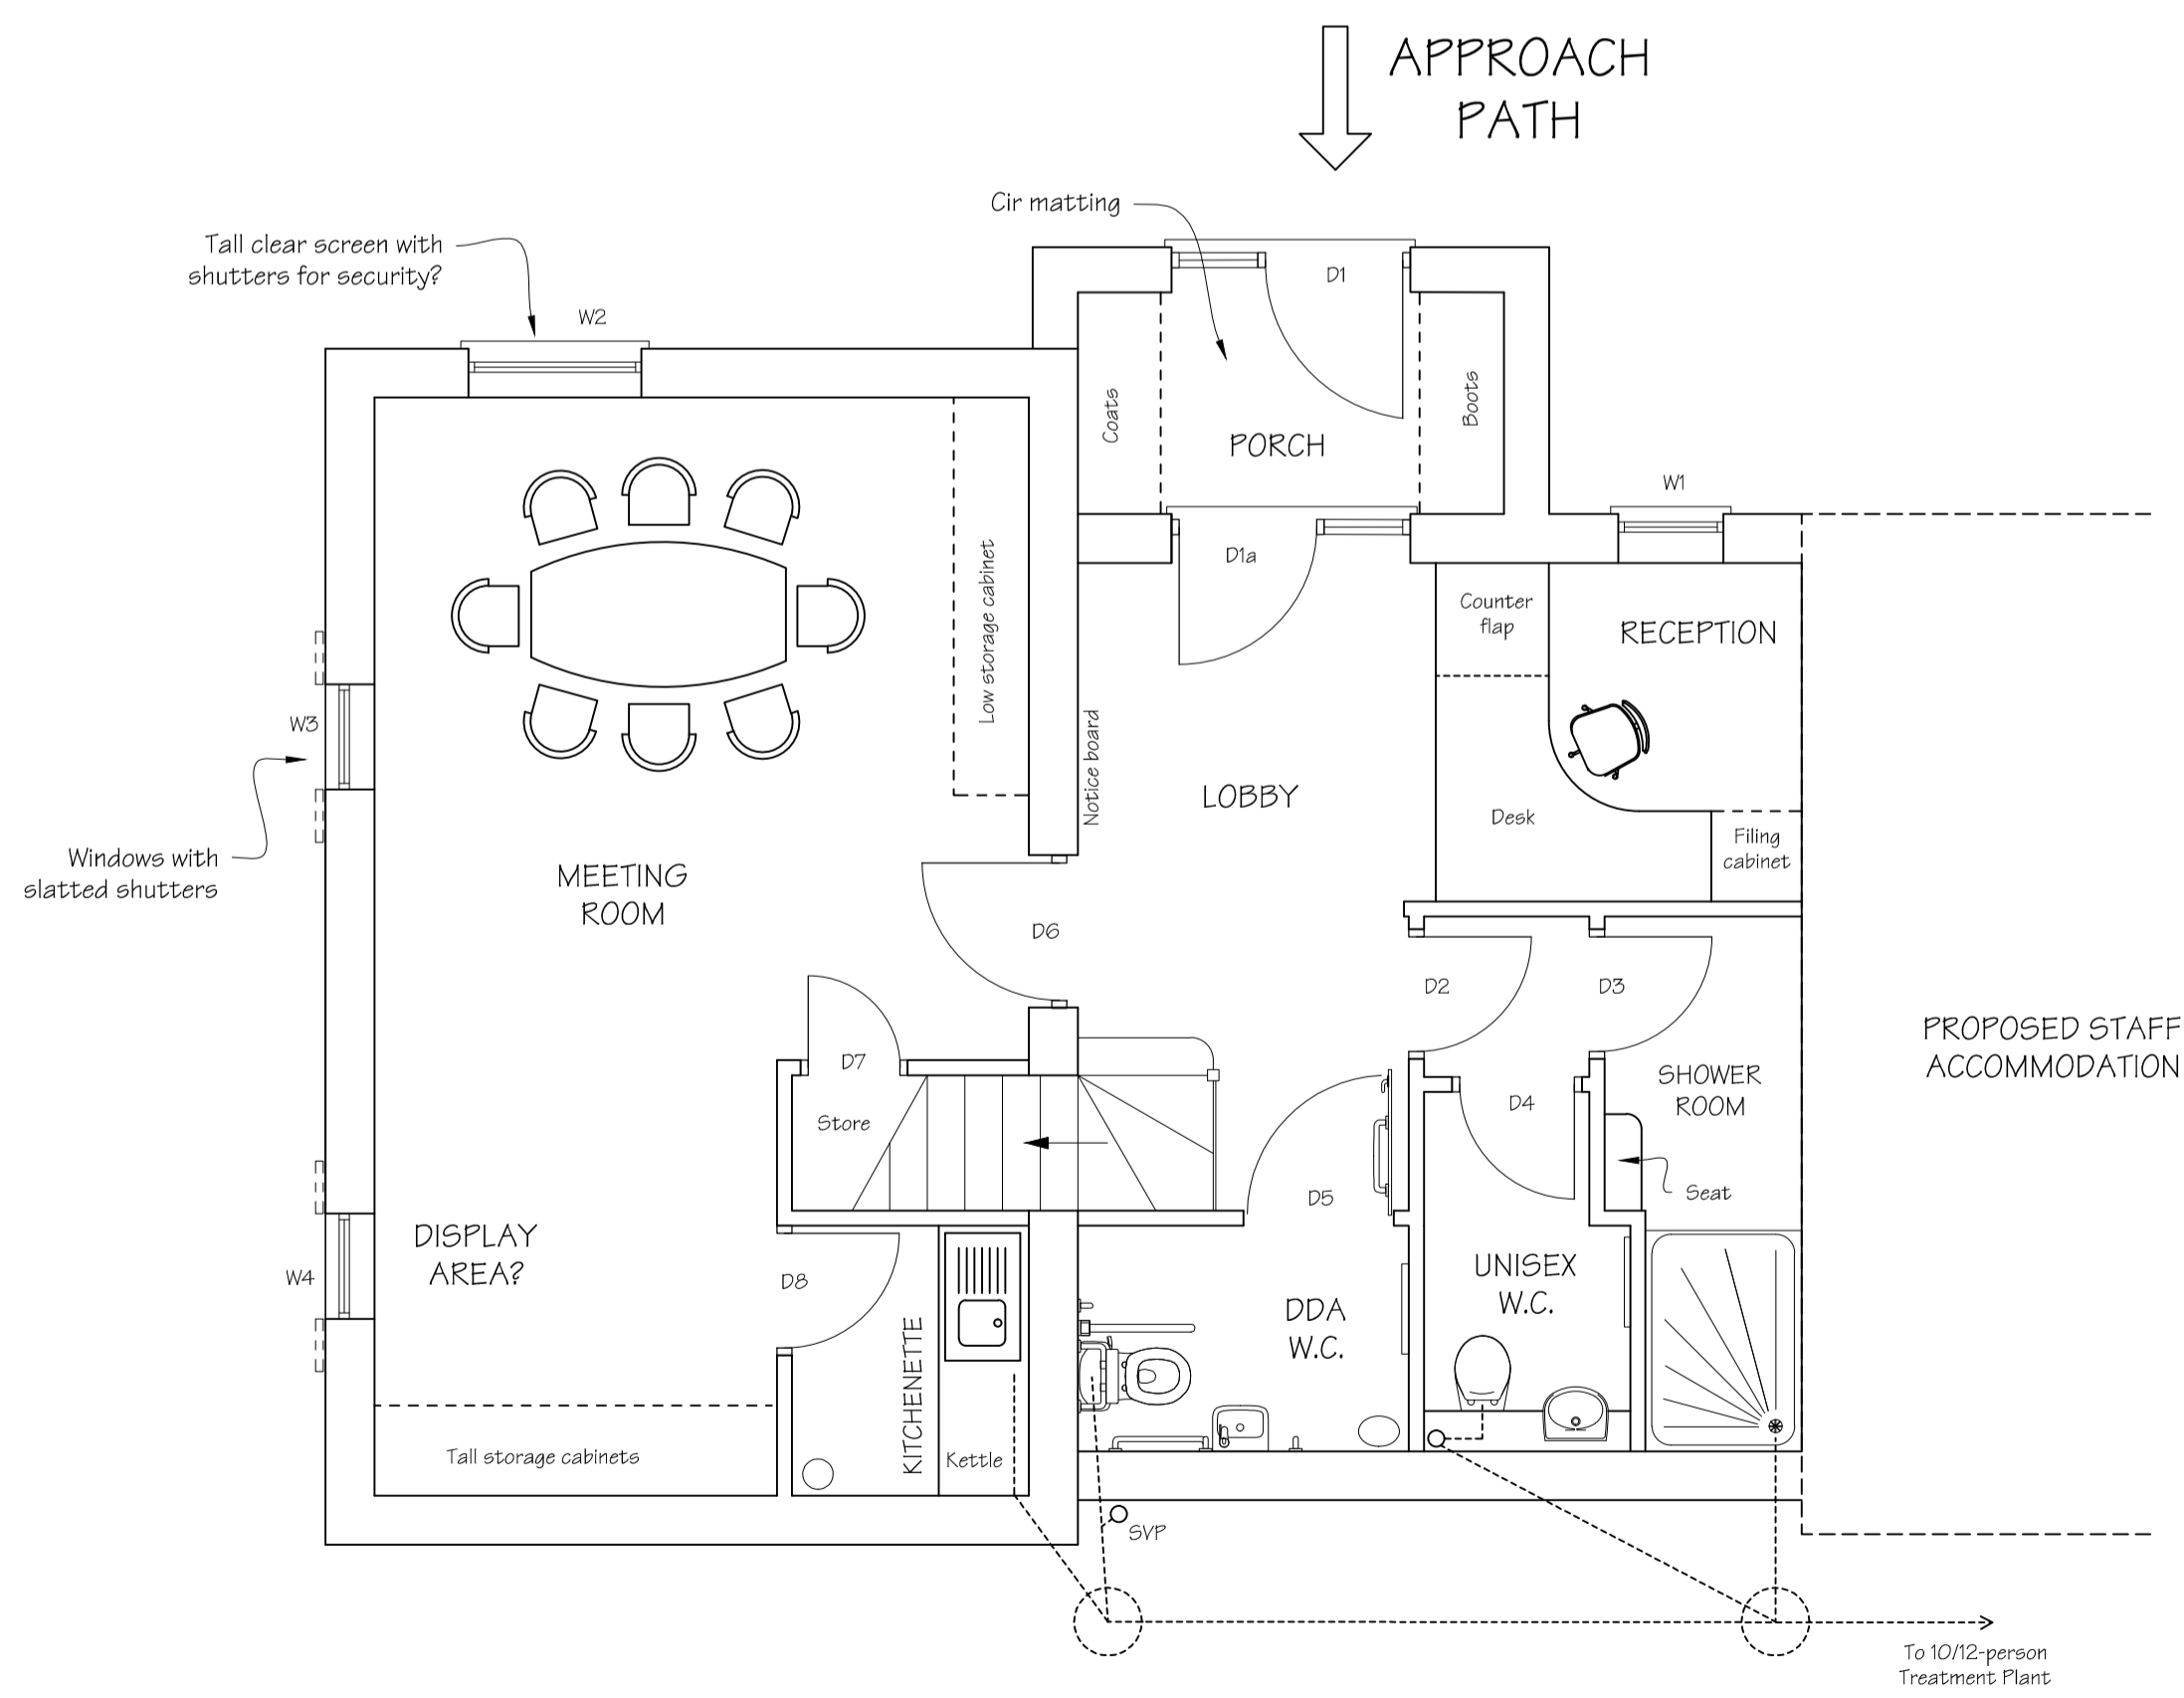 APPROACH
PATH
Cir matting
Tall clear screen with
shutters for security?
W2
D1
Coats
Boots
PORCH
W1
D1a
Low storage cabinet
Counter
flap
RECEPTION
W3
Notice board
LOBBY
Desk
Filing
cabinet
Windows with
slatted shutters
MEETING
ROOM
D6
D2
D3
PROPOSED STAFF
ACCOMMODATION
D7
SHOWER
ROOM
D4
Store
Seat
D5
DISPLAY
AREA?
W4
D8
UNISEX
W.C.
DDA
W.C.
KITCHENETTE
Kettle
Tall storage cabinets
SVP
To 10/12-person
Treatment Plant